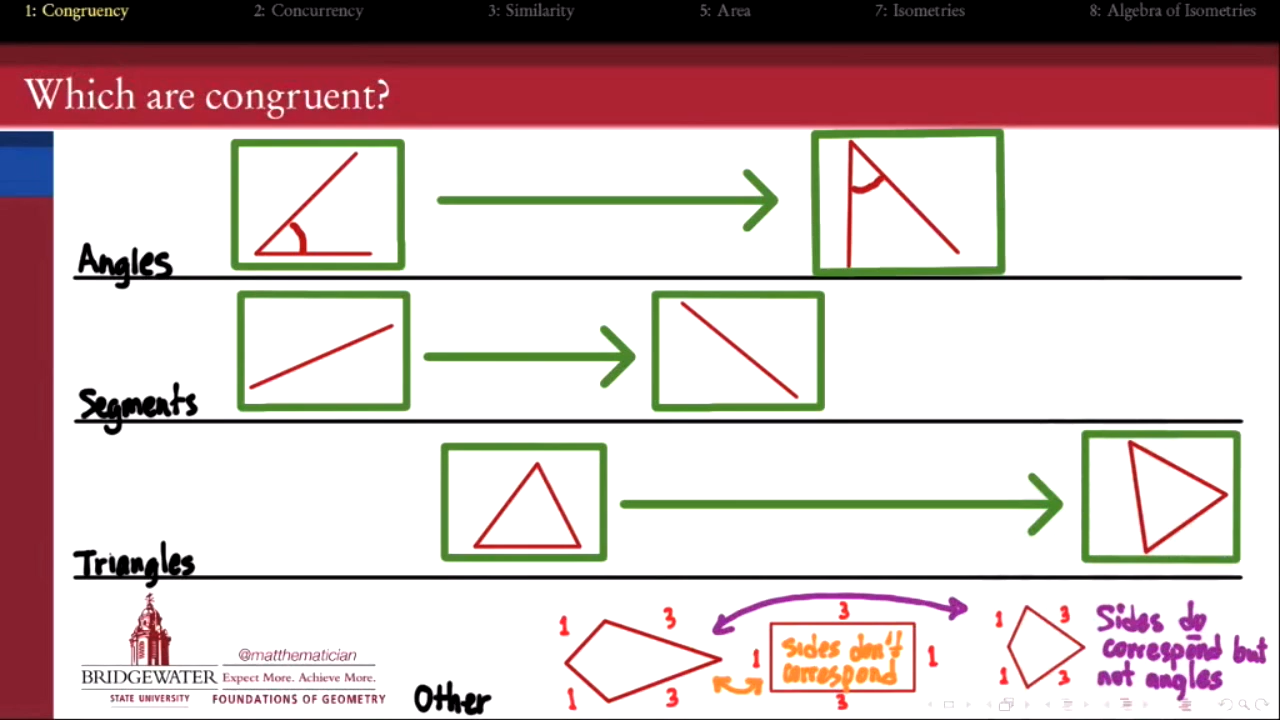 1: Congruency 2: Concurrency 3: Similarity 5: Area 7: Isometries 8: Algebra of Isometries
Which are congruent?
Angles
Segments
Triangles
BRIDGEWATER
STATE UNIVERSITY
@matthematician
Expect More. Achieve More.
FOUNDATIONS OF GEOMETRY
Other
1 3
1 3
3
1 sides don't 1
correspond
3
1 3
1 3
Sides do
correspond but
not angles